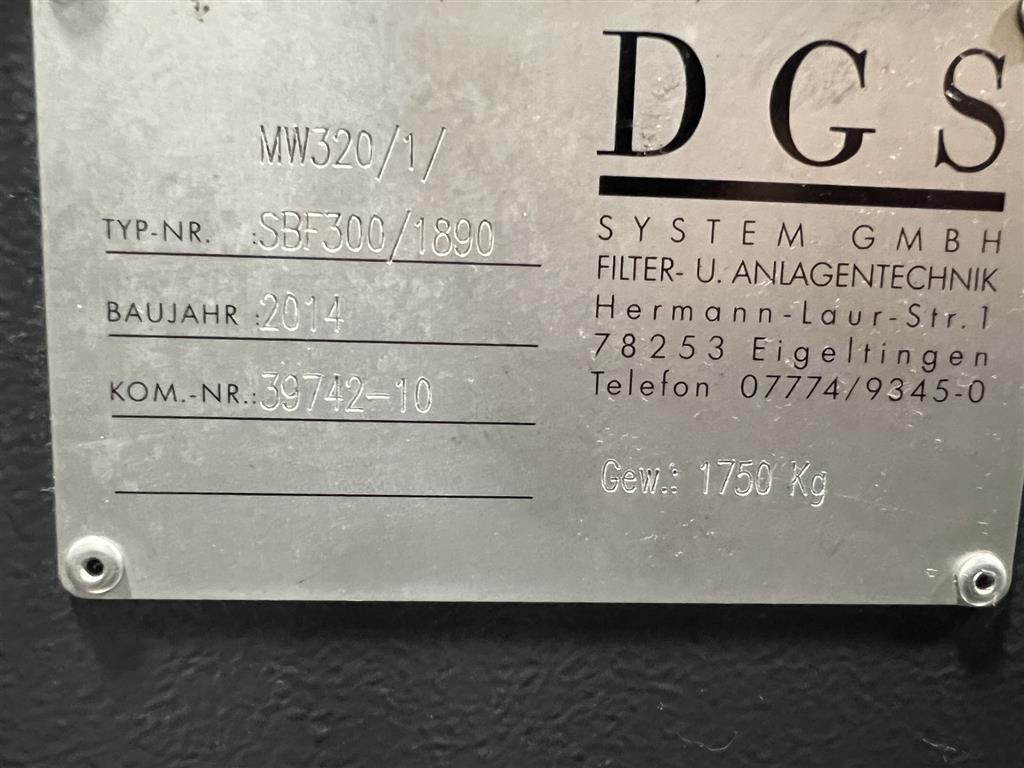 MW320/1/
TYP-NR. :SBF300/1890
BAUJAHR :2014
KOM.-NR.:39742-10
DGS
SYSTEM GMBH
FILTER- U. ANLAGENTECHNIK
Hermann-Laur-Str. 1
78253 Eigeltingen
Telefon 07774/9345-0
Gew.: 1750 Kg